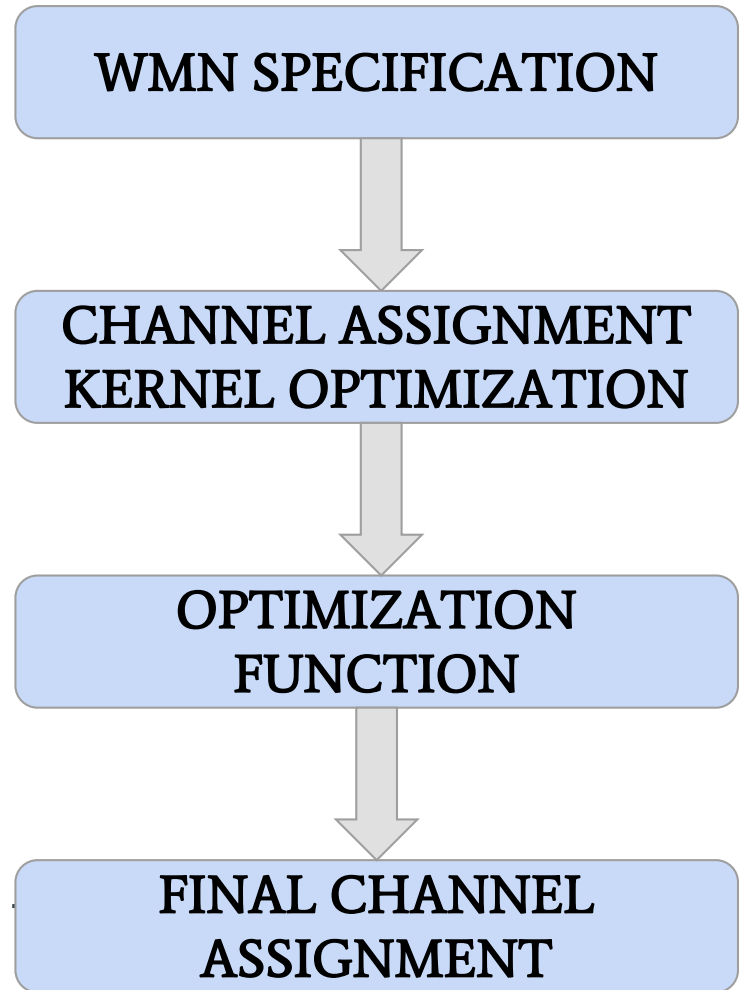 WMN SPECIFICATION
CHANNEL ASSIGNMENT
KERNEL OPTIMIZATION
OPTIMIZATION
FUNCTION
FINAL CHANNEL
ASSIGNMENT